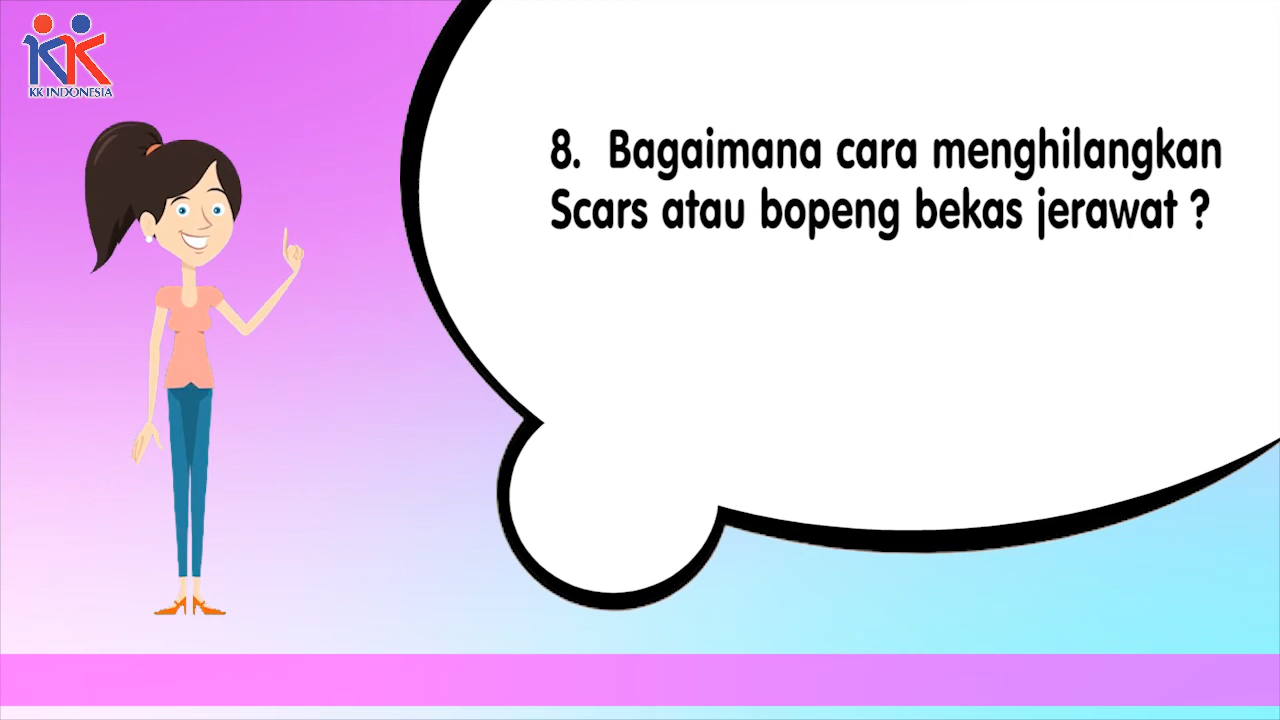 KK INDONESIA
8. Bagaimana cara menghilangkan
Scars atau bopeng bekas jerawat ?